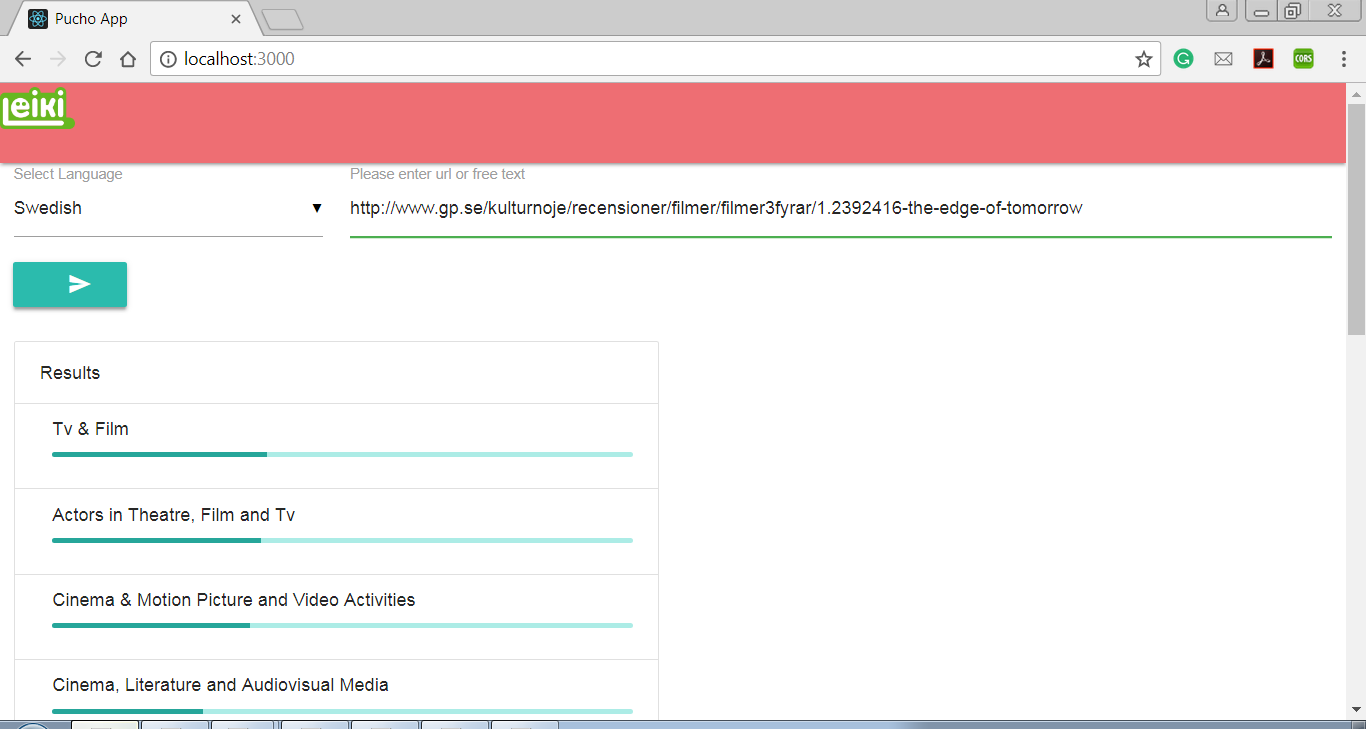 Pucho App
localhost:3000
CORS
leiki
Select Language
Please enter url or free text
Swedish
http://www.gp.se/kulturnoje/recensioner/filmer/filmer3fyrar/1.2392416-the-edge-of-tomorrow
Results
Tv & Film
Actors in Theatre, Film and Tv
Cinema & Motion Picture and Video Activities
Cinema, Literature and Audiovisual Media